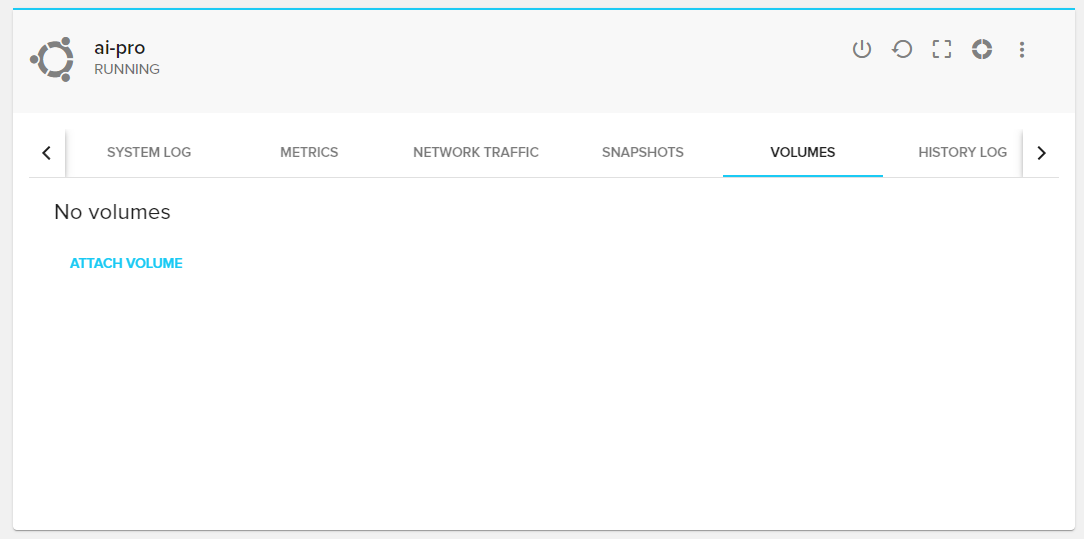 ai-pro
RUNNING
SYSTEM LOG METRICS NETWORK TRAFFIC SNAPSHOTS VOLUMES HISTORY LOG
No volumes
ATTACH VOLUME